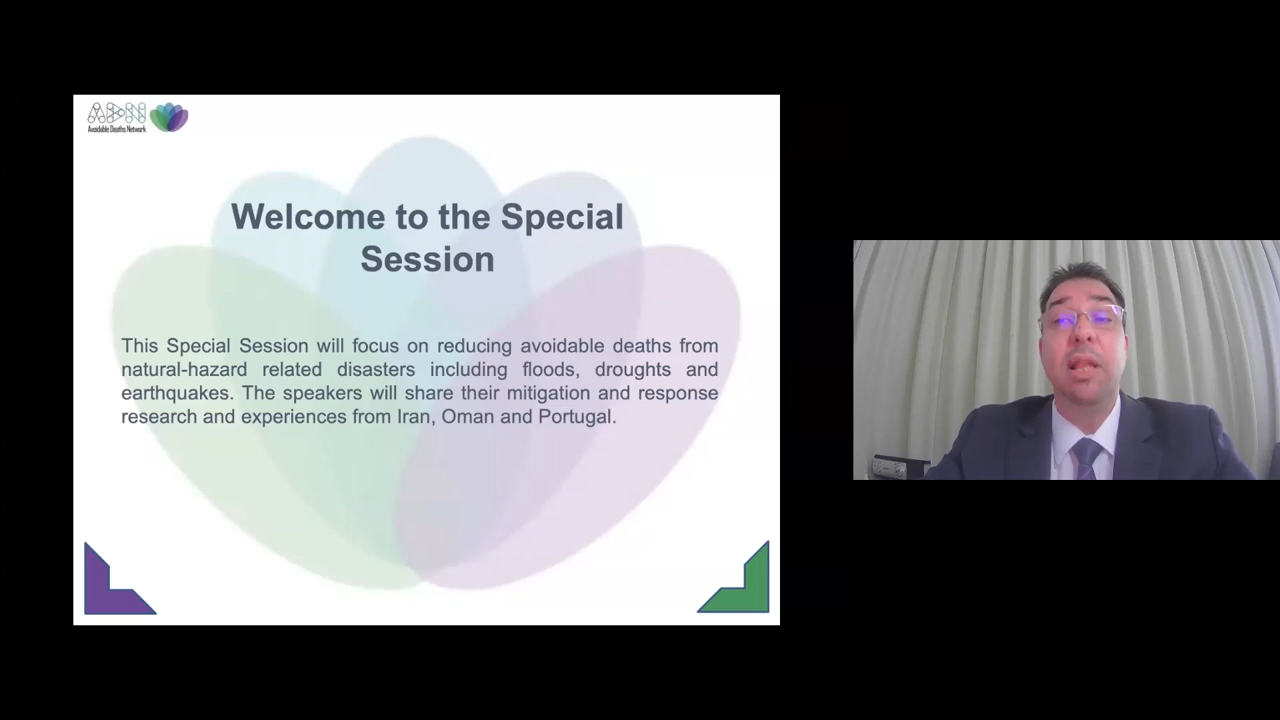 ADN
Avoidable Deaths Network
Welcome to the Special
Session
This Special Session will focus on reducing avoidable deaths from
natural-hazard related disasters including floods, droughts and
earthquakes. The speakers will share their mitigation and response
research and experiences from Iran, Oman and Portugal.